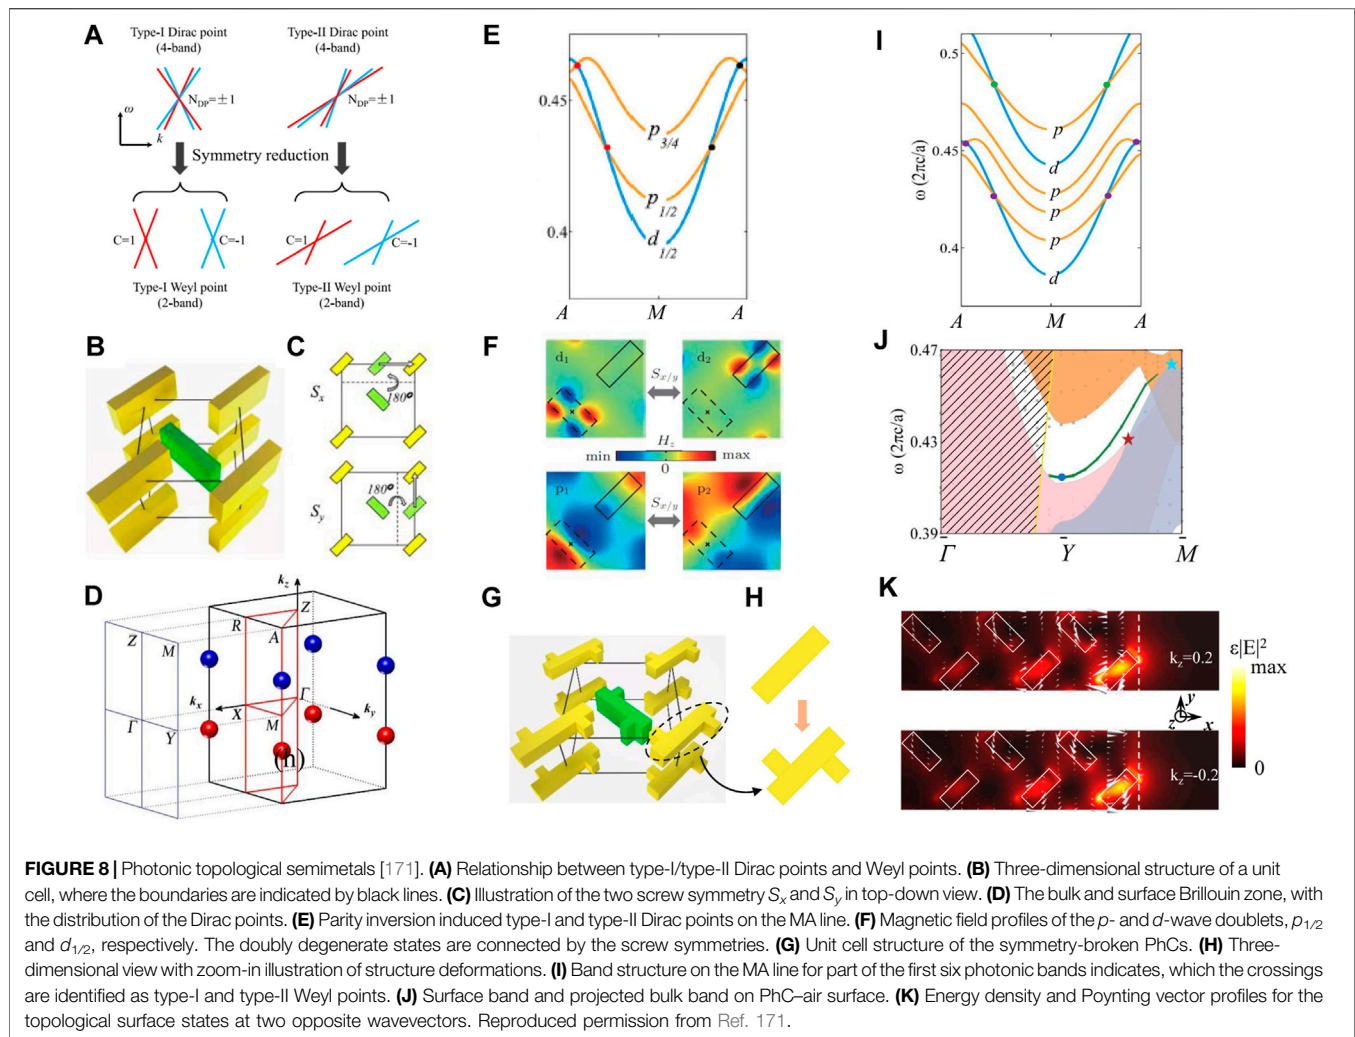 A
Type-I Dirac point
(4-band)
Type-II Dirac point
(4-band)
N_DP=±1
N_DP=±1
ω
k
Symmetry reduction
C=1
C=-1
C=1
C=-1
Type-I Weyl point
(2-band)
Type-II Weyl point
(2-band)
B
C
S_x
180°
S_y
180°
D
k_z
Z
R
A
Z
M
k_x
Γ
X
M
k_y
Γ
Y
(h)
E
0.45
0.4
p_3/4
p_1/2
d_1/2
A
M
A
F
d_1
S_x/y
d_2
H_z
min
max
0
p_1
S_x/y
p_2
G
H
I
ω (2πc/a)
0.5
0.45
0.4
p
d
p
p
p
d
A
M
A
J
ω (2πc/a)
0.47
0.43
0.39
Γ̄
Ȳ
M̄
K
k_z=0.2
k_z=-0.2
y
z
x
ε|E|²
max
0
FIGURE 8 | Photonic topological semimetals [171]. (A) Relationship between type-I/type-II Dirac points and Weyl points. (B) Three-dimensional structure of a unit
cell, where the boundaries are indicated by black lines. (C) Illustration of the two screw symmetry S_x and S_y in top-down view. (D) The bulk and surface Brillouin zone, with
the distribution of the Dirac points. (E) Parity inversion induced type-I and type-II Dirac points on the MA line. (F) Magnetic field profiles of the p- and d-wave doublets, p_1/2
and d_1/2, respectively. The doubly degenerate states are connected by the screw symmetries. (G) Unit cell structure of the symmetry-broken PhCs. (H) Three-
dimensional view with zoom-in illustration of structure deformations. (I) Band structure on the MA line for part of the first six photonic bands indicates, which the crossings
are identified as type-I and type-II Weyl points. (J) Surface band and projected bulk band on PhC–air surface. (K) Energy density and Poynting vector profiles for the
topological surface states at two opposite wavevectors. Reproduced permission from Ref. 171.